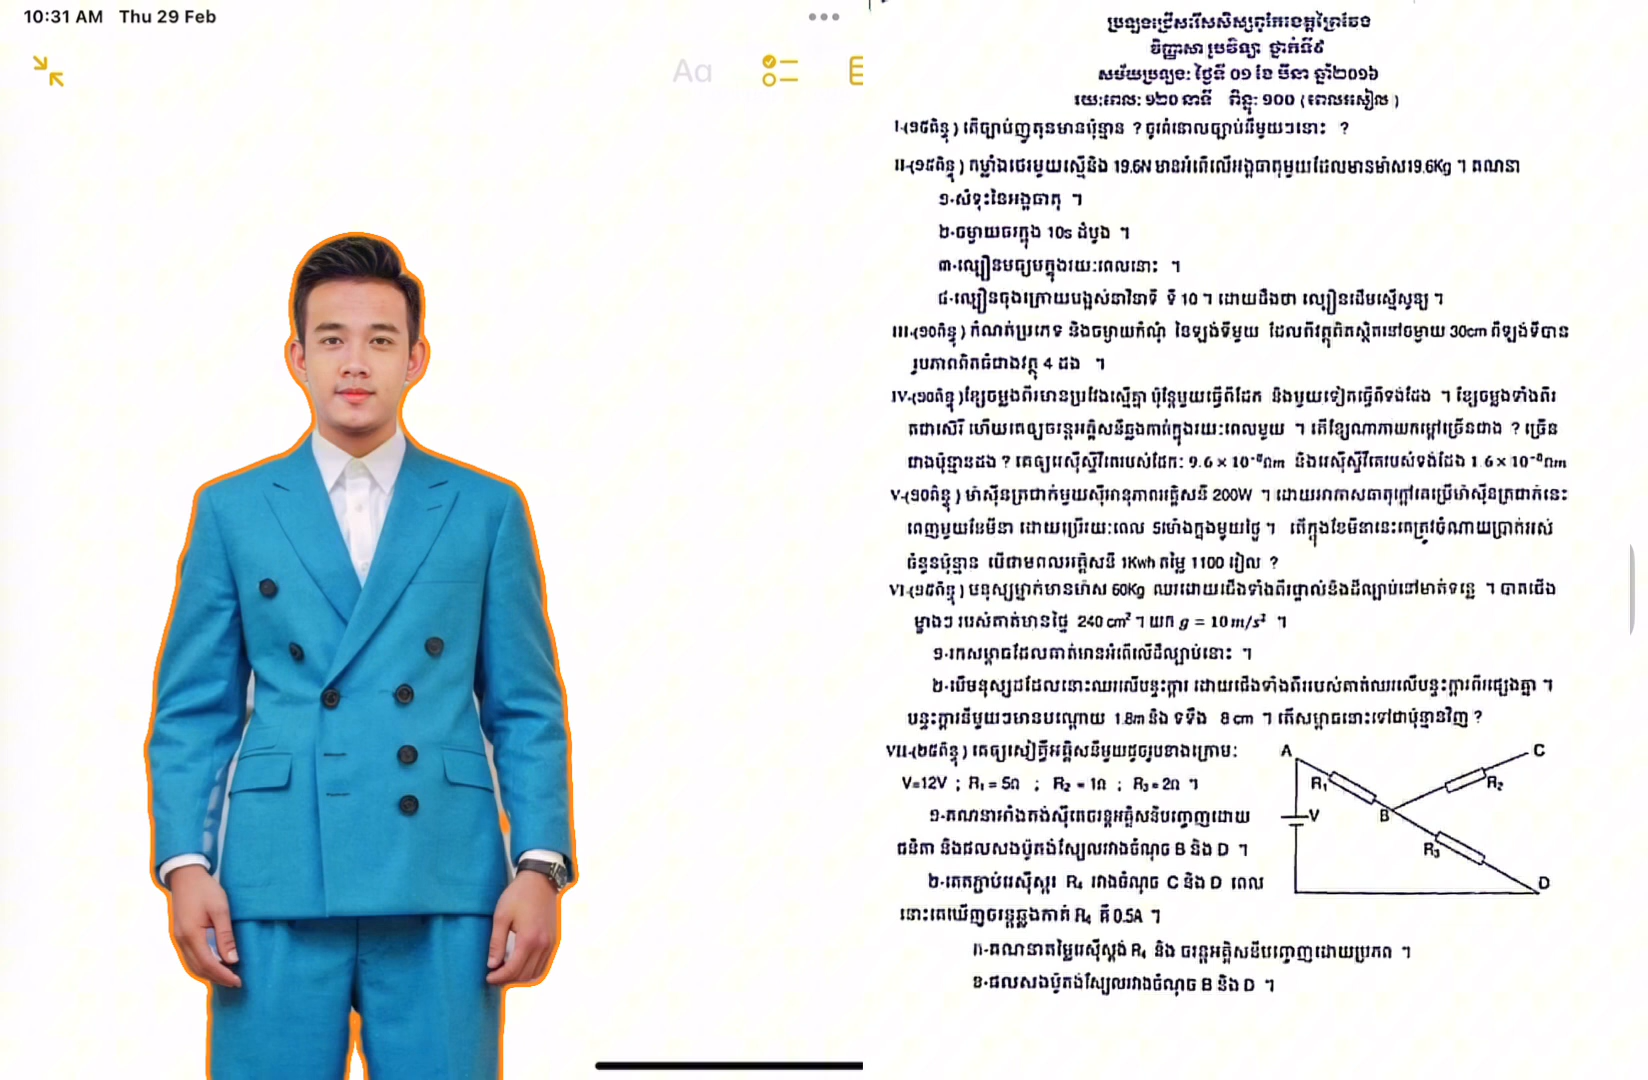 10:31 AM Thu 29 Feb
Aa
ប្រឡងជ្រើសរើសសិស្សពូកែខេត្តព្រៃវែង
វិញ្ញាសា រូបវិទ្យា ថ្នាក់ទី៩
សម័យប្រឡង: ថ្ងៃទី 01 ខែ មីនា ឆ្នាំ២០១៦
រយ:ពេល: ១២០ នាទី ពិន្ទុ: ១០០ (ពេលរសៀល)
I-(១៥ពិន្ទុ) តើច្បាប់ញូតុនមានប៉ុន្មាន ? ចូរពំនោលច្បាប់នីមួយៗនោះ ?
II-(១៥ពិន្ទុ) កម្លាំងថេរមួយស្មើនឹង 19.6N មានអំពើលើអង្គធាតុមួយដែលមានម៉ាស 19.6Kg ។ គណនា
១-សំទុះនៃអង្គធាតុ ។
២-ចម្ងាយចរក្នុង 10s ដំបូង ។
៣-ល្បឿនមធ្យមក្នុងរយ:ពេលនោះ ។
៤-ល្បឿនចុងក្រោយបង្អស់នាវិនាទី ទី 10 ។ ដោយដឹងថា ល្បឿនដើមស្មើសូន្យ ។
III-(១០ពិន្ទុ) កំណត់ប្រភេទ និងចម្ងាយកំណុំ នៃឡង់ទីមួយ ដែលពីវត្ថុពិតស្ថិតនៅចម្ងាយ 30cm ពីឡង់ទីបាន
រូបភាពពិតធំជាងវត្ថុ 4 ដង ។
IV-(១០ពិន្ទុ)ខ្សែចម្លងពីរមានប្រវែងស្មើគ្នា ប៉ុន្តែមួយធ្វើពីដែក និងមួយទៀតធ្វើពីទង់ដែង ។ ខ្សែចម្លងទាំងពីរ
តជាសេរី ហើយគេឲ្យចរន្តអគ្គិសនីឆ្លងកាត់ក្នុងរយ:ពេលមួយ ។ តើខ្សែណាភាយកម្ដៅច្រើនជាង ? ច្រើន
ជាងប៉ុន្មានដង ? គេឲ្យរេស៊ីស្ទីវីតេរបស់ដែក: 9.6 × 10⁻⁸Ωm និងរេស៊ីស្ទីវីតេរបស់ទង់ដែង 1.6× 10⁻⁸Ωm
V-(១០ពិន្ទុ) ម៉ាស៊ីនត្រជាក់មួយស៊ីអានុភាពអគ្គិសនី 200W ។ ដោយអាកាសធាតុក្ដៅគេប្រើម៉ាស៊ីនត្រជាក់នេះ
ពេញមួយខែមីនា ដោយប្រើរយ:ពេល 5ម៉ោងក្នុងមួយថ្ងៃ ។ តើក្នុងខែមីនានេះគេត្រូវចំណាយប្រាក់អស់
ចំនួនប៉ុន្មាន បើថាមពលអគ្គិសនី 1Kwh តម្លៃ 1100 រៀល ?
VI-(១៥ពិន្ទុ) មនុស្សម្នាក់មានម៉ាស 60Kg ឈរដោយជើងទាំងពីរផ្ទាល់និងដីល្បាប់នៅមាត់ទន្លេ ។ បាតជើង
ម្ខាងៗ របស់គាត់មានផ្ទៃ 240 cm² ។ យក g = 10 m/s² ។
១-រកសម្ពាធដែលគាត់មានអំពើលើដីល្បាប់នោះ ។
២-បើមនុស្សដដែលនោះឈរលើបន្ទះក្ដារ ដោយជើងទាំងពីររបស់គាត់ឈរលើបន្ទះក្ដារពីរផ្សេងគ្នា ។
បន្ទះក្ដារនីមួយៗមានបណ្ដោយ 1.8m និង ទទឹង 8 cm ។ តើសម្ពាធនោះទៅជាប៉ុន្មានវិញ ?
VII-(២៥ពិន្ទុ) គេឲ្យសៀគ្វីអគ្គិសនីមួយដូចរូបខាងក្រោម:
V=12V ; R₁ = 5Ω ; R₂ = 1Ω ; R₃ = 2Ω ។
១-គណនាអាំងតង់ស៊ីតេចរន្តអគ្គិសនីបញ្ចេញដោយ
ជនិតា និងផលសងប៉ូតង់ស្យែលរវាងចំណុច B និង D ។
២-គេតភ្ជាប់រេស៊ីស្តរ R₄ រវាងចំណុច C និង D ពេល
នោះគេឃើញចរន្តឆ្លងកាត់ R₄ គឺ 0.5A ។
ក-គណនាតម្លៃរេស៊ីស្តង់ R₄ និង ចរន្តអគ្គិសនីបញ្ចេញដោយប្រភព ។
ខ-ផលសងប៉ូតង់ស្យែលរវាងចំណុច B និង D ។
A
C
R₁
R₂
V
B
R₃
D